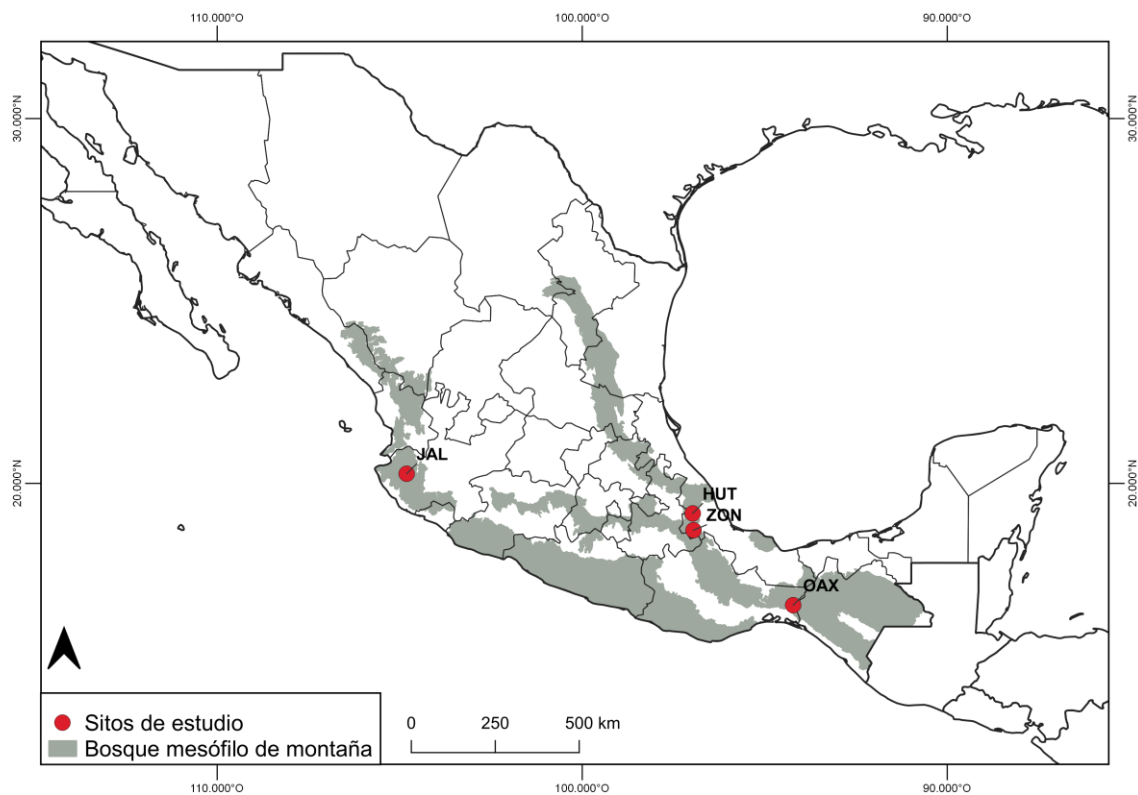 110.000°O 100.000°O 90.000°O
30.000°N 30.000°N
20.000°N 20.000°N
JAL
HUT
ZON
OAX
Sitos de estudio
Bosque mesófilo de montaña
0 250 500 km
110.000°O 100.000°O 90.000°O